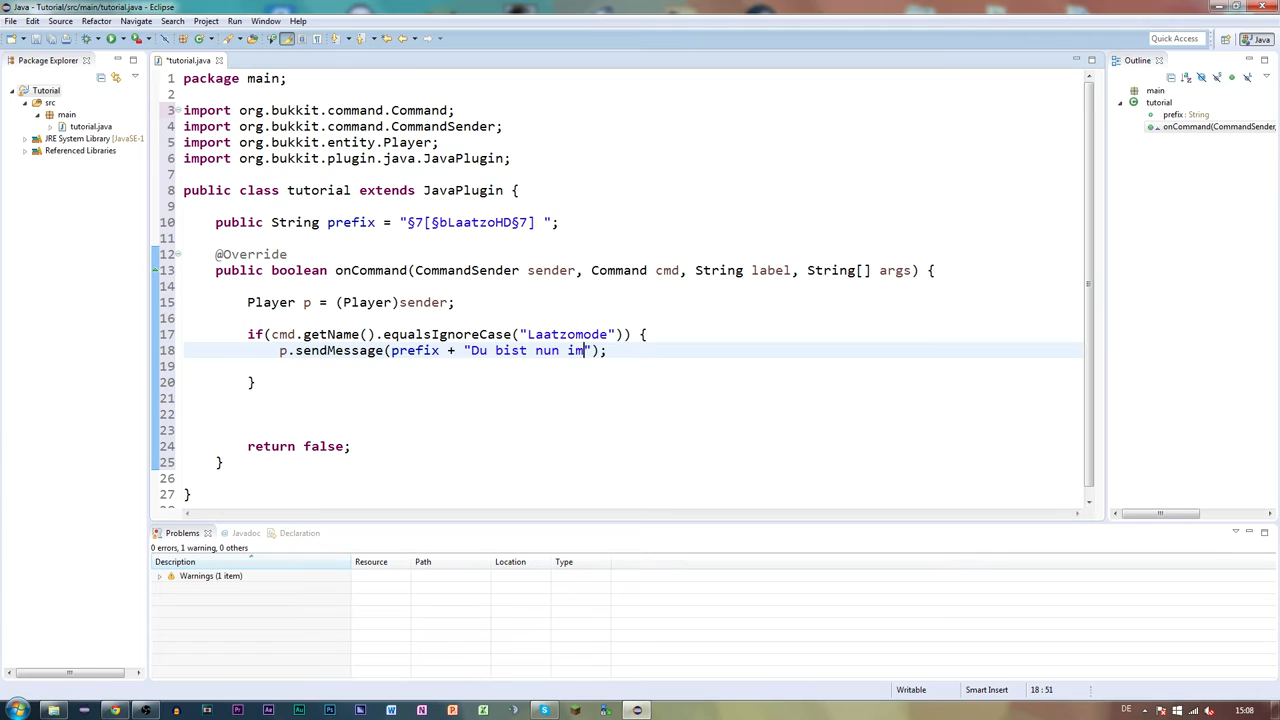 Java - Tutorial/src/main/tutorial.java - Eclipse
File Edit Source Refactor Navigate Search Project Run Window Help
Quick Access
Java
Package Explorer
*tutorial.java
Outline
Tutorial
src
main
tutorial.java
JRE System Library [JavaSE-1
Referenced Libraries
1 package main;
2
3 import org.bukkit.command.Command;
4 import org.bukkit.command.CommandSender;
5 import org.bukkit.entity.Player;
6 import org.bukkit.plugin.java.JavaPlugin;
7
8 public class tutorial extends JavaPlugin {
9
10 public String prefix = "§7[§bLaatzoHD§7] ";
11
12 @Override
13 public boolean onCommand(CommandSender sender, Command cmd, String label, String[] args) {
14
15 Player p = (Player)sender;
16
17 if(cmd.getName().equalsIgnoreCase("Laatzomode")) {
18 p.sendMessage(prefix + "Du bist nun im");
19
20 }
21
22
23
24 return false;
25 }
26
27 }
main
tutorial
prefix : String
onCommand(CommandSender,
Problems Javadoc Declaration
0 errors, 1 warning, 0 others
Description Resource Path Location Type
Warnings (1 item)
Writable Smart Insert 18 : 51
DE 15:08